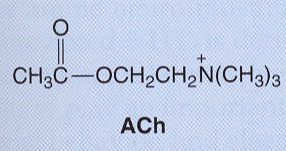 O
+
CH₃C—OCH₂CH₂N(CH₃)₃
ACh